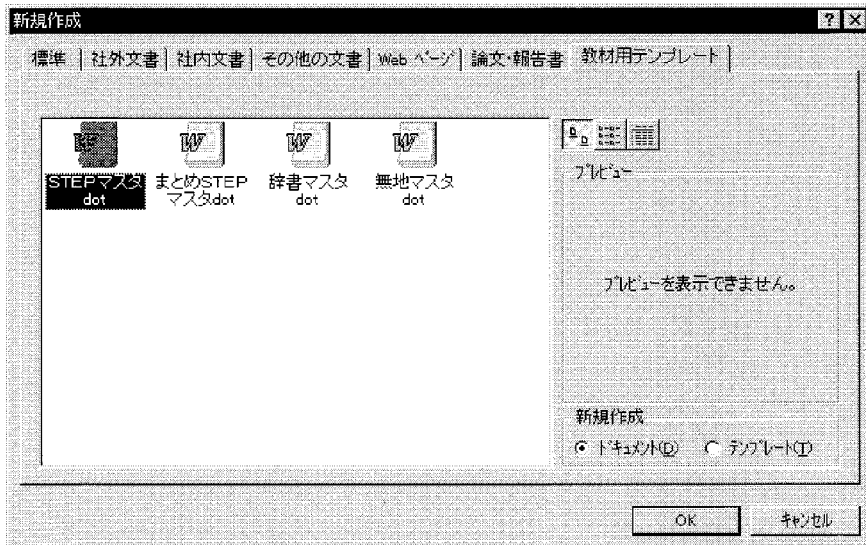 新規作成
標準 社外文書 社内文書 その他の文書 Web ページ 論文・報告書 教材用テンプレート
STEPマスタ
dot
まとめSTEP
マスタdot
辞書マスタ
dot
無地マスタ
dot
プレビュー
プレビューを表示できません。
新規作成
ドキュメント(D) テンプレート(T)
OK キャンセル